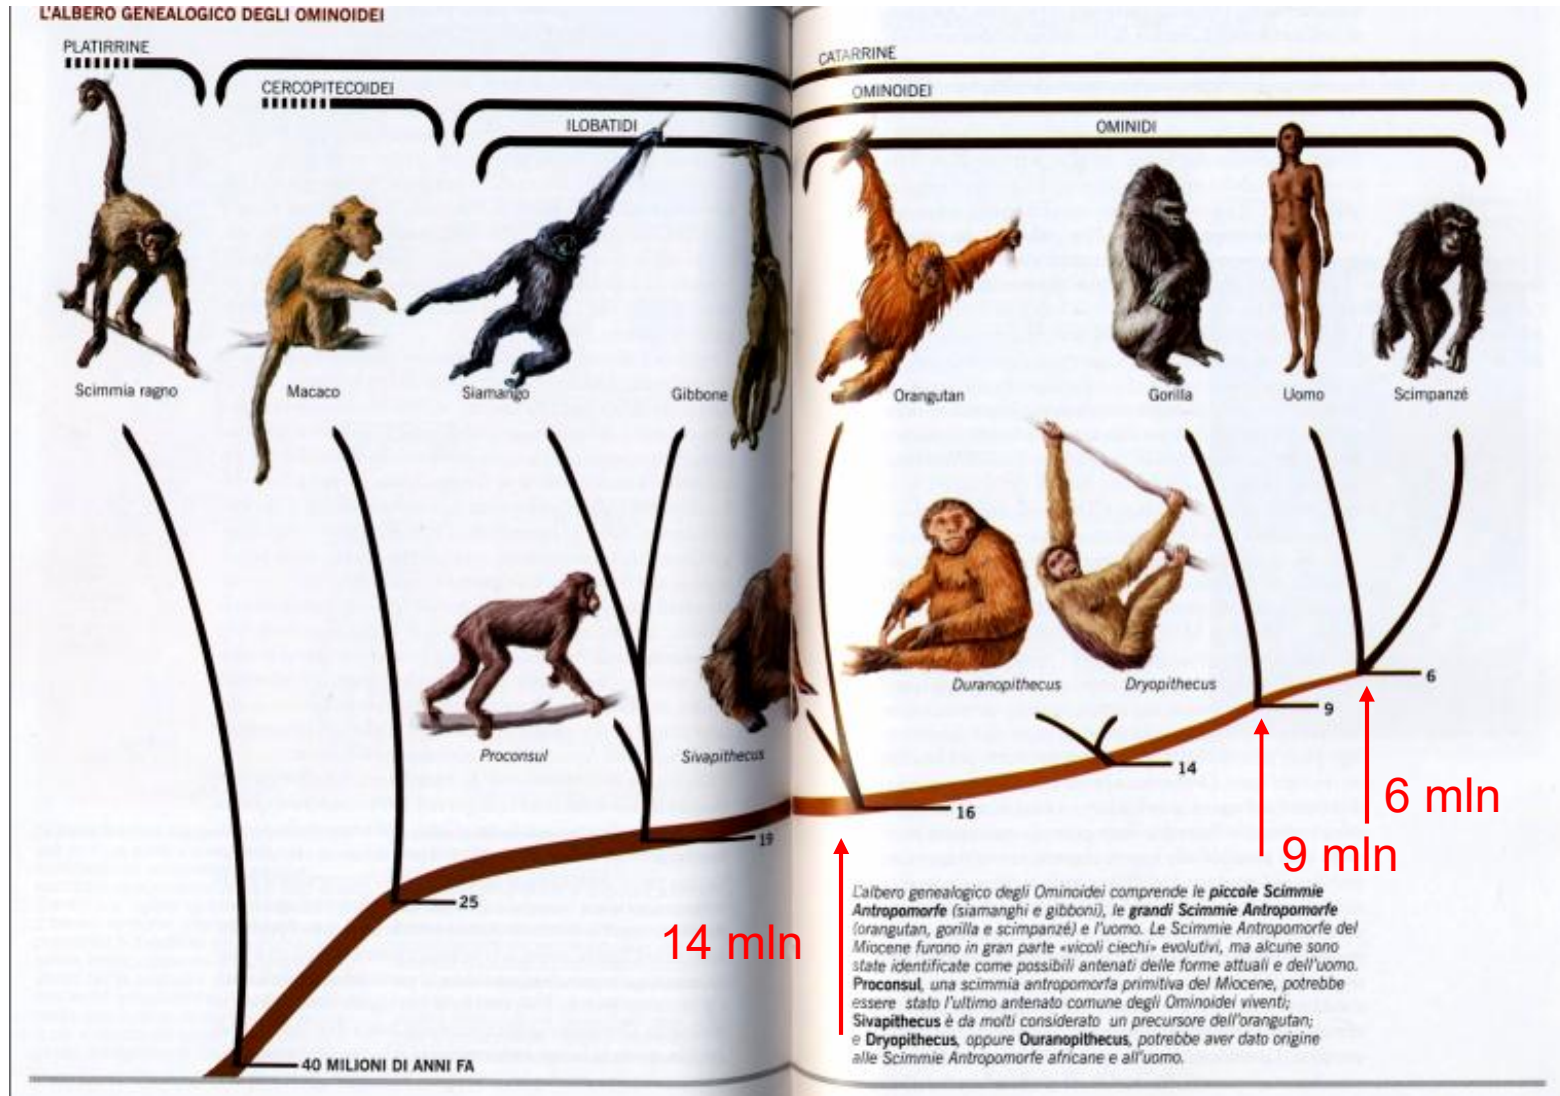 L'ALBERO GENEALOGICO DEGLI OMINOIDEI
PLATIRRINE
CATARRINE
CERCOPITECOIDEI
OMINOIDEI
ILOBATIDI
OMINIDI
Scimmia ragno
Macaco
Siamango
Gibbone
Orangutan
Gorilla
Uomo
Scimpanzé
Duranopithecus
Dryopithecus
Proconsul
Sivapithecus
6
9
14
16
19
25
40 MILIONI DI ANNI FA
6 mln
9 mln
14 mln
L'albero genealogico degli Ominoidei comprende le piccole Scimmie
Antropomorfe (siamanghi e gibboni), le grandi Scimmie Antropomorfe
(orangutan, gorilla e scimpanzé) e l'uomo. Le Scimmie Antropomorfe del
Miocene furono in gran parte «vicoli ciechi» evolutivi, ma alcune sono
state identificate come possibili antenati delle forme attuali e dell'uomo.
Proconsul, una scimmia antropomorfa primitiva del Miocene, potrebbe
essere stato l'ultimo antenato comune degli Ominoidei viventi;
Sivapithecus è da molti considerato un precursore dell'orangutan;
e Dryopithecus, oppure Ouranopithecus, potrebbe aver dato origine
alle Scimmie Antropomorfe africane e all'uomo.